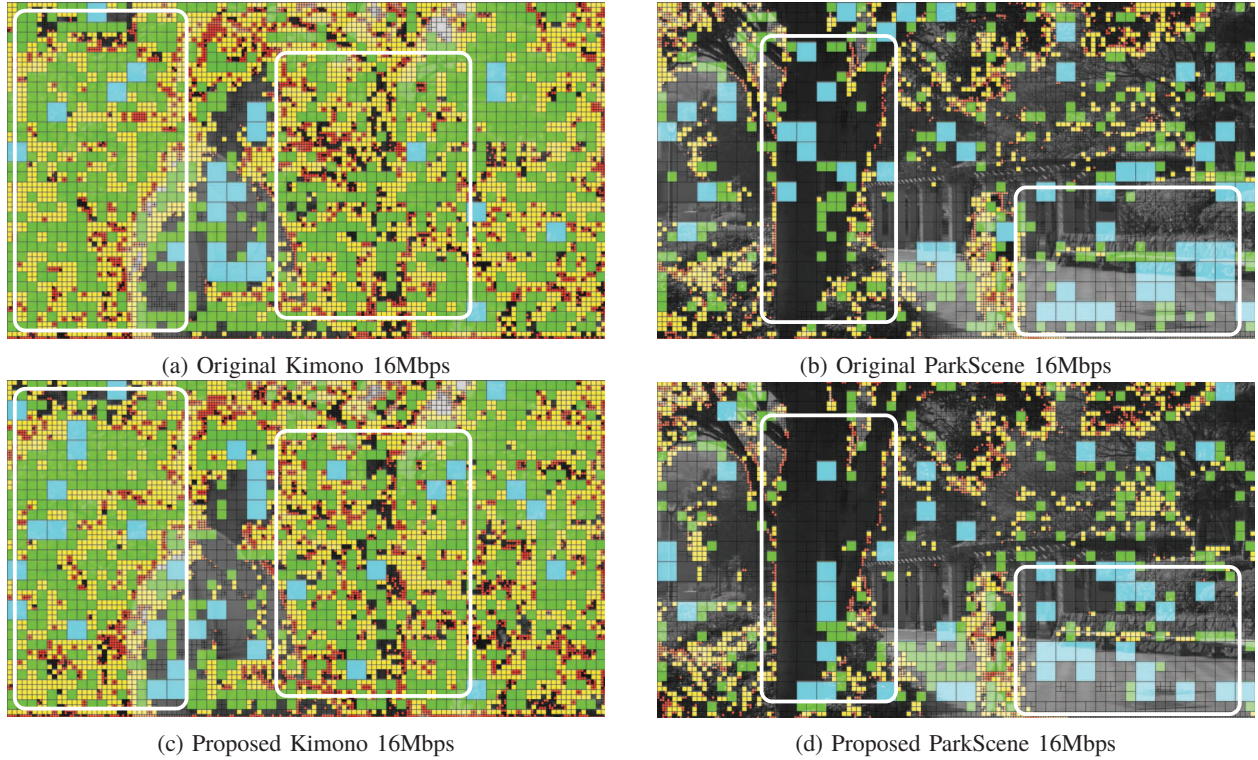 (a) Original Kimono 16Mbps
(b) Original ParkScene 16Mbps
(c) Proposed Kimono 16Mbps
(d) Proposed ParkScene 16Mbps